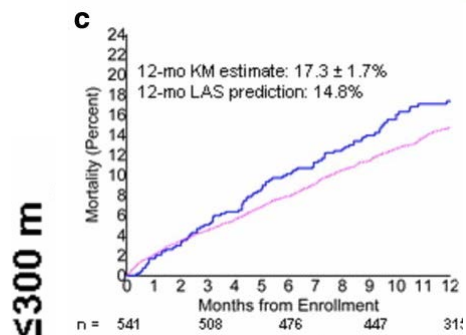 c
12-mo KM estimate: 17.3 ± 1.7%
12-mo LAS prediction: 14.8%
Mortality (Percent)
24
22
20
18
16
14
12
10
8
6
4
2
0
0 1 2 3 4 5 6 7 8 9 10 11 12
Months from Enrollment
n = 541 508 476 447 315
≤300 m